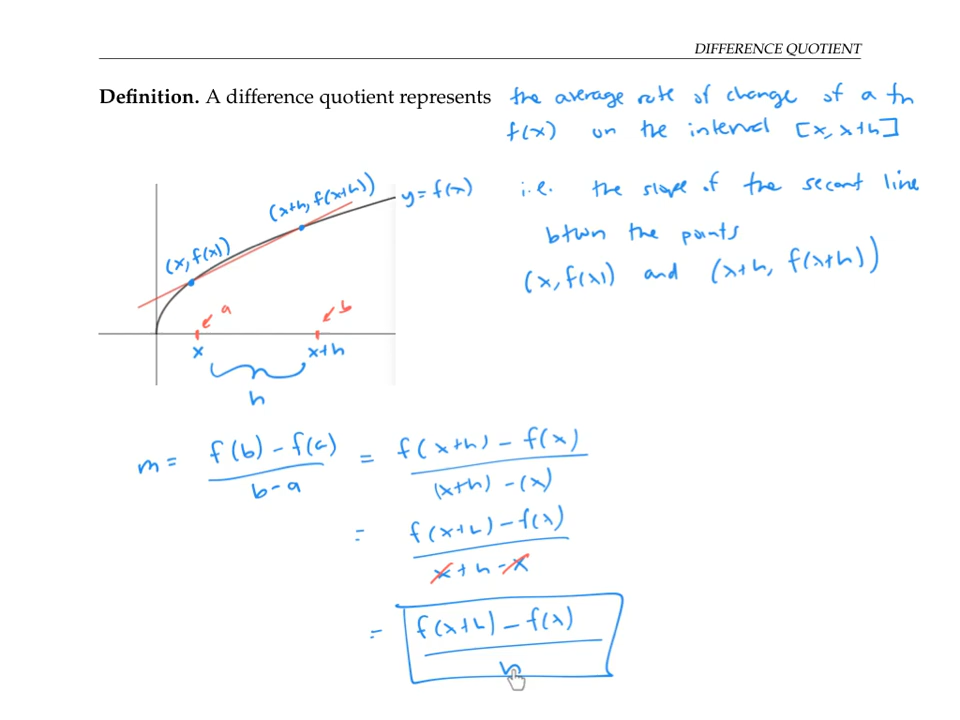 DIFFERENCE QUOTIENT
Definition. A difference quotient represents the average rate of change of a fn
f(x) on the interval [x, x+h]
i.e. the slope of the secant line
btwn the points
(x, f(x)) and (x+h, f(x+h))
(x+h, f(x+h))
y = f(x)
(x, f(x))
a
b
x
x+h
h
m = f(b) - f(a) / b - a = f(x+h) - f(x) / (x+h) - (x)
= f(x+h) - f(x) / x + h - x
= f(x+h) - f(x) / h